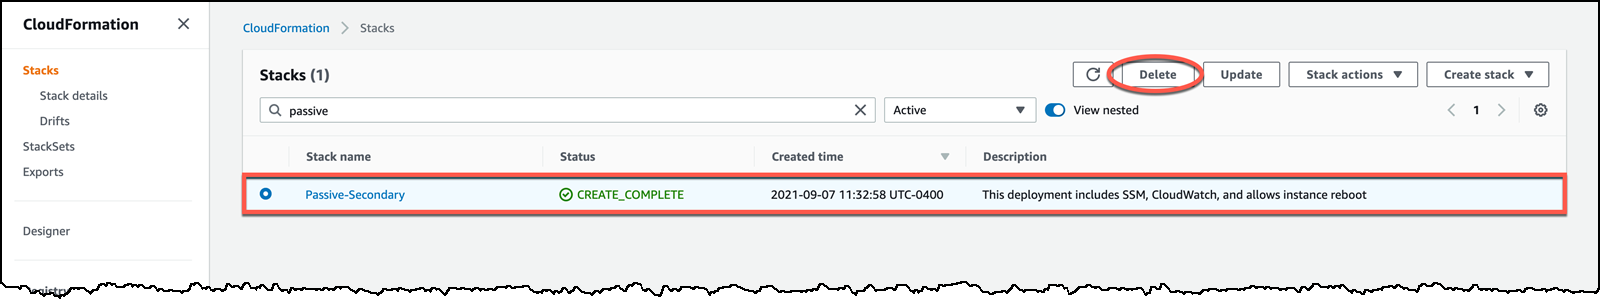 CloudFormation
Stacks
Stack details
Drifts
StackSets
Exports
Designer
CloudFormation > Stacks
Stacks (1)
Delete
Update
Stack actions
Create stack
passive
Active
View nested
1
Stack name Status Created time Description
Passive-Secondary CREATE_COMPLETE 2021-09-07 11:32:58 UTC-0400 This deployment includes SSM, CloudWatch, and allows instance reboot